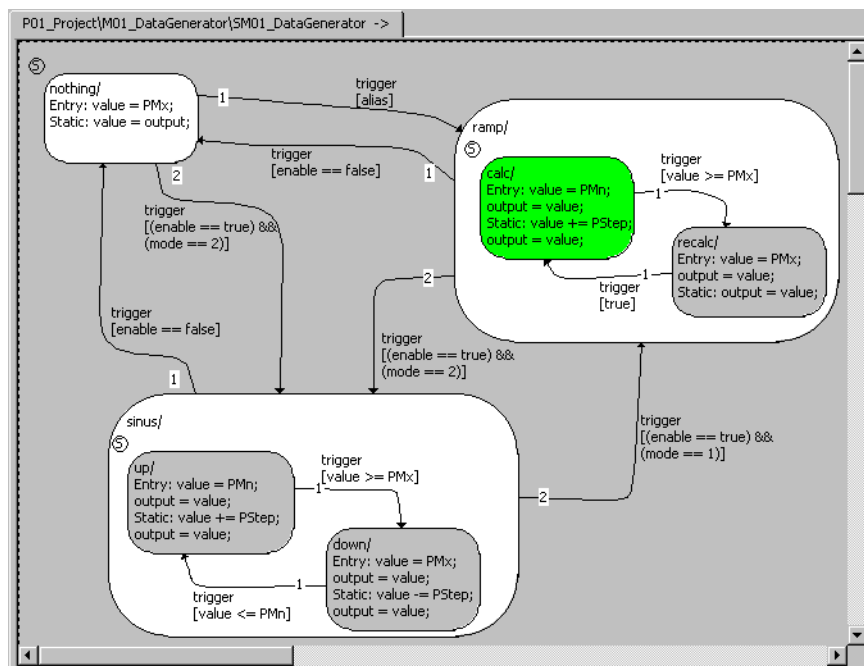 P01_Project\M01_DataGenerator\SM01_DataGenerator ->
S
nothing/
Entry: value = PMx;
Static: value = output;
1
trigger
[alias]
2
trigger
[enable == false]
1
trigger
[(enable == true) &&
(mode == 2)]
ramp/
S
calc/
Entry: value = PMn;
output = value;
Static: value += PStep;
output = value;
trigger
[value >= PMx]
1
recalc/
Entry: value = PMx;
output = value;
Static: output = value;
1
trigger
[true]
2
trigger
[(enable == true) &&
(mode == 2)]
trigger
[enable == false]
1
sinus/
S
up/
Entry: value = PMn;
output = value;
Static: value += PStep;
output = value;
trigger
[value >= PMx]
1
down/
Entry: value = PMx;
output = value;
Static: value -= PStep;
output = value;
1
trigger
[value <= PMn]
2
trigger
[(enable == true) &&
(mode == 1)]